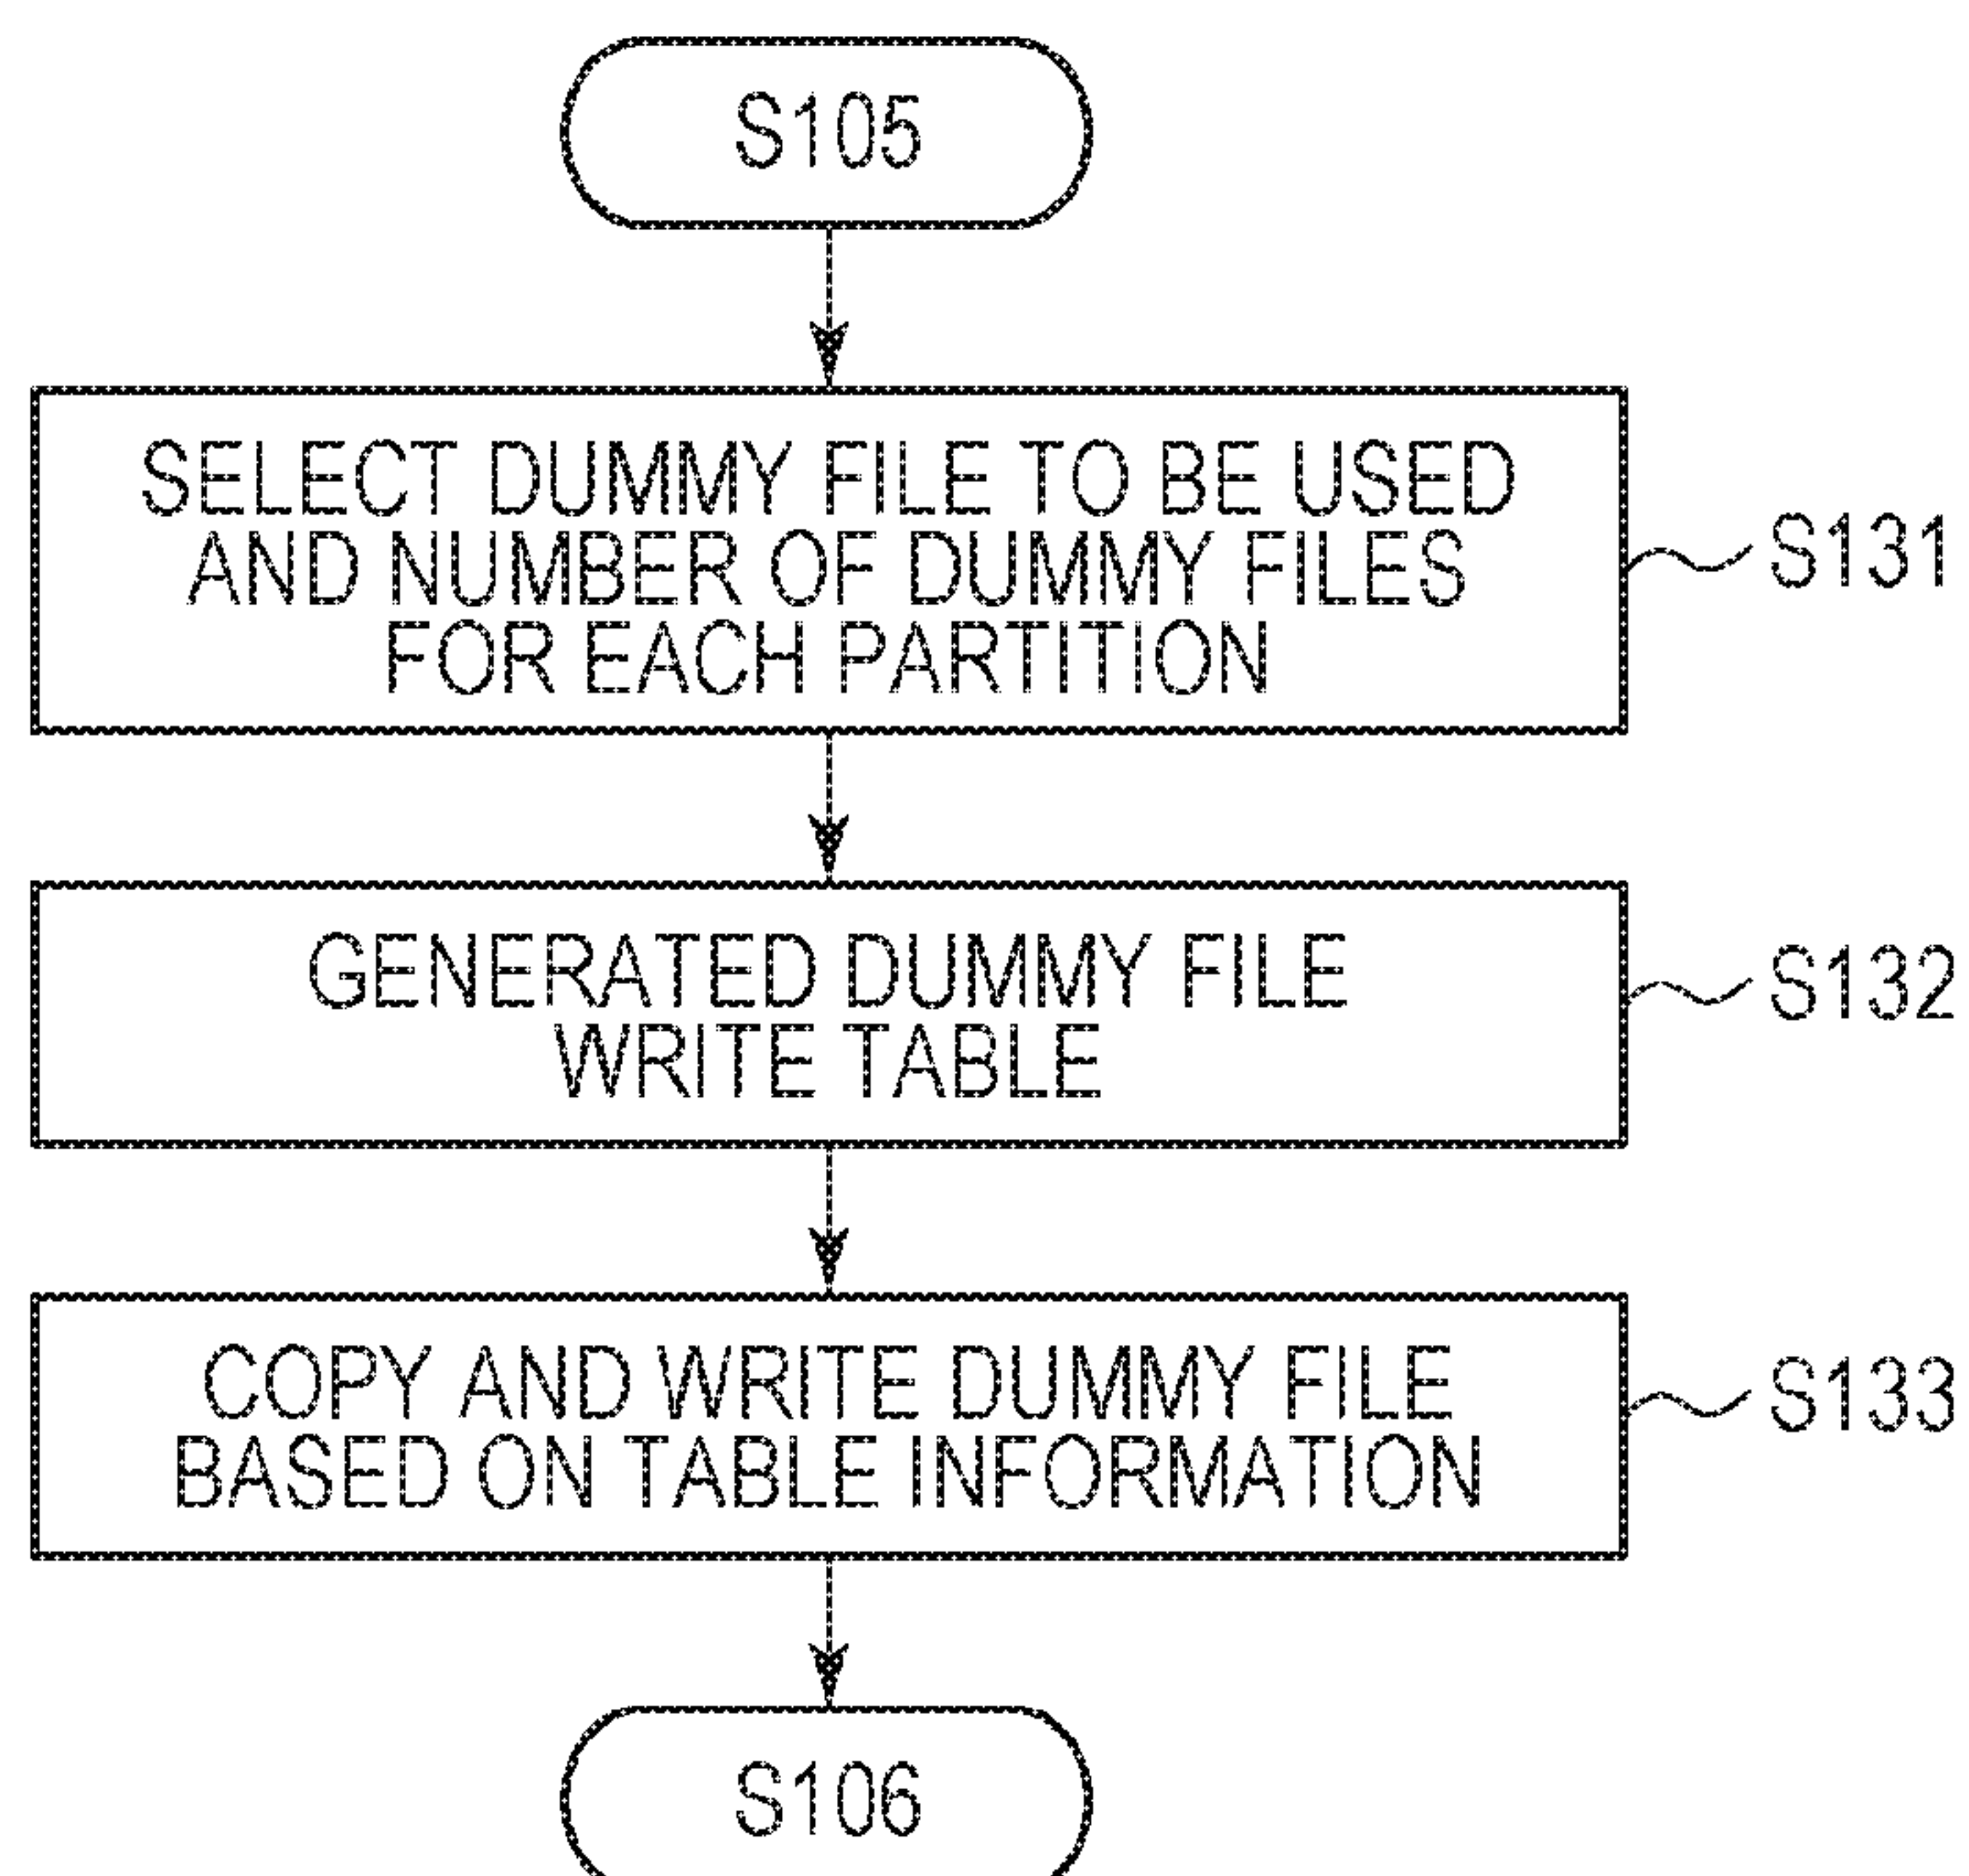 S105
SELECT DUMMY FILE TO BE USED
AND NUMBER OF DUMMY FILES
FOR EACH PARTITION
S131
GENERATED DUMMY FILE
WRITE TABLE
S132
COPY AND WRITE DUMMY FILE
BASED ON TABLE INFORMATION
S133
S106